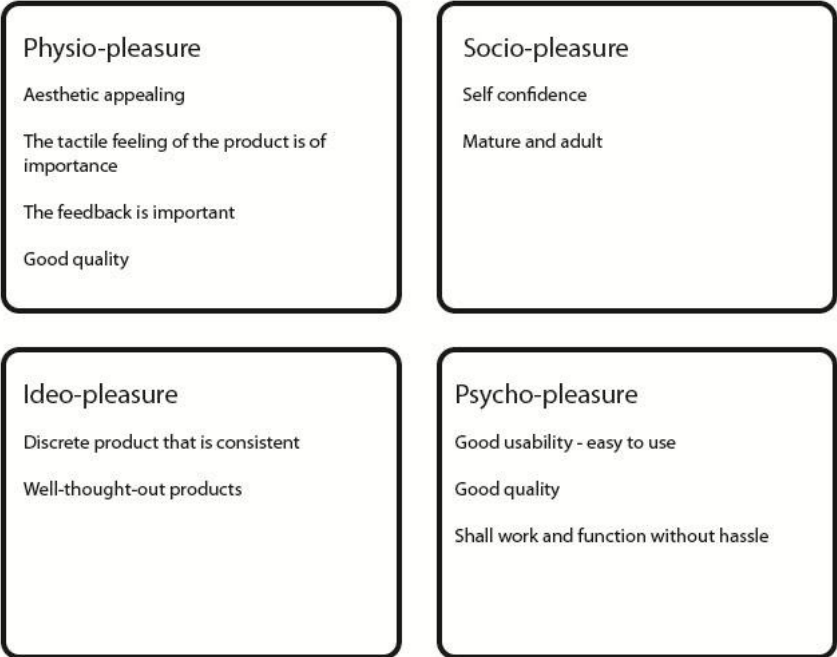 Physio-pleasure
Aesthetic appealing
The tactile feeling of the product is of
importance
The feedback is important
Good quality
Socio-pleasure
Self confidence
Mature and adult
Ideo-pleasure
Discrete product that is consistent
Well-thought-out products
Psycho-pleasure
Good usability - easy to use
Good quality
Shall work and function without hassle